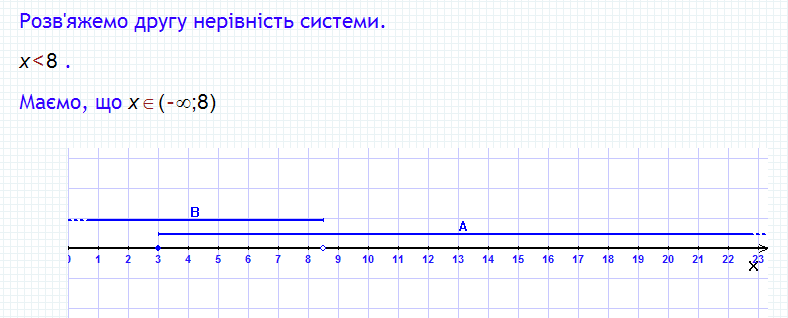 Розв'яжемо другу нерівність системи.
x<8 .
Маємо, що x∈(-∞;8)
B
A
0 1 2 3 4 5 6 7 8 9 10 11 12 13 14 15 16 17 18 19 20 21 22 23
X